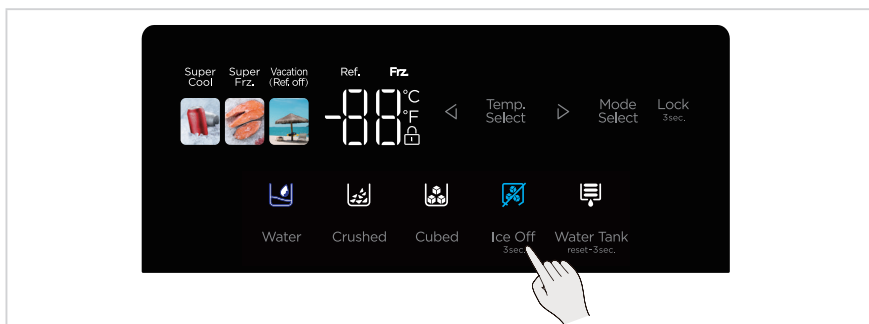 Super Cool
Super Frz.
Vacation (Ref. off)
Ref.
Frz.
-88
°C
°F
Temp. Select
Mode Select
Lock
3sec.
Water
Crushed
Cubed
Ice Off
3sec.
Water Tank
reset-3sec.